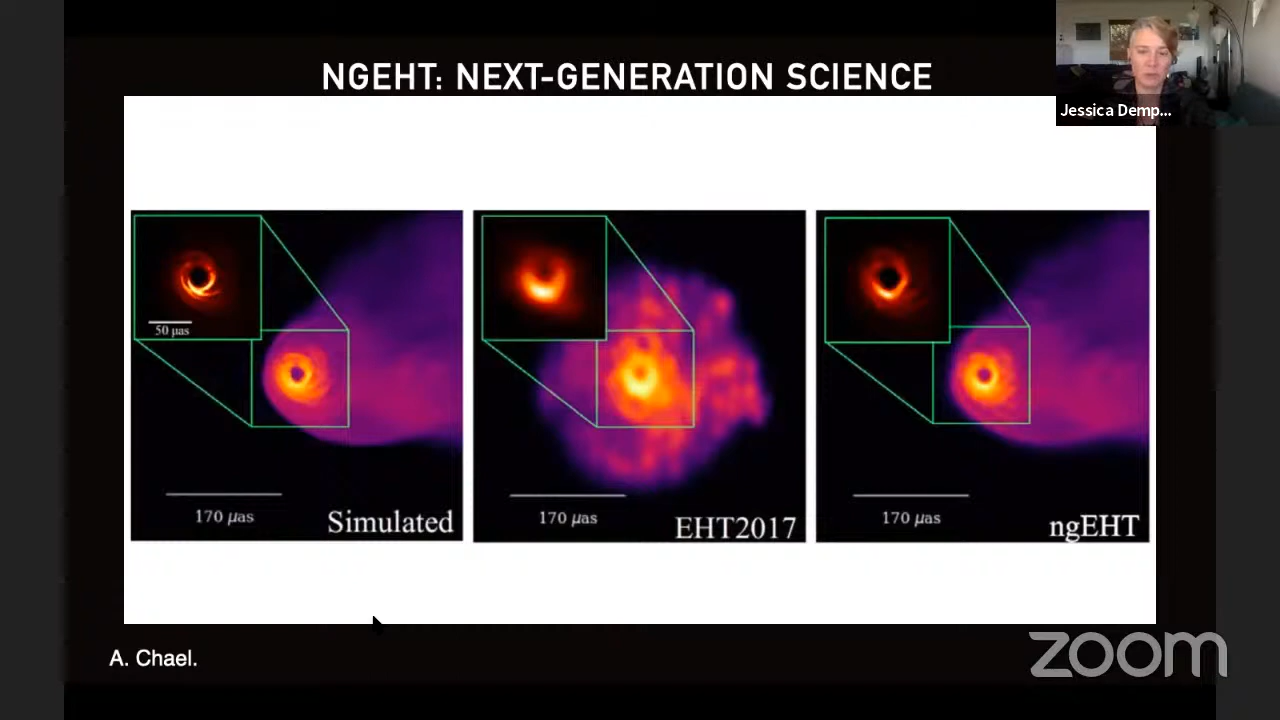 NGEHT: NEXT-GENERATION SCIENCE
Jessica Demp...
50 μas
170 μas
Simulated
170 μas
EHT2017
170 μas
ngEHT
A. Chael.
zoom